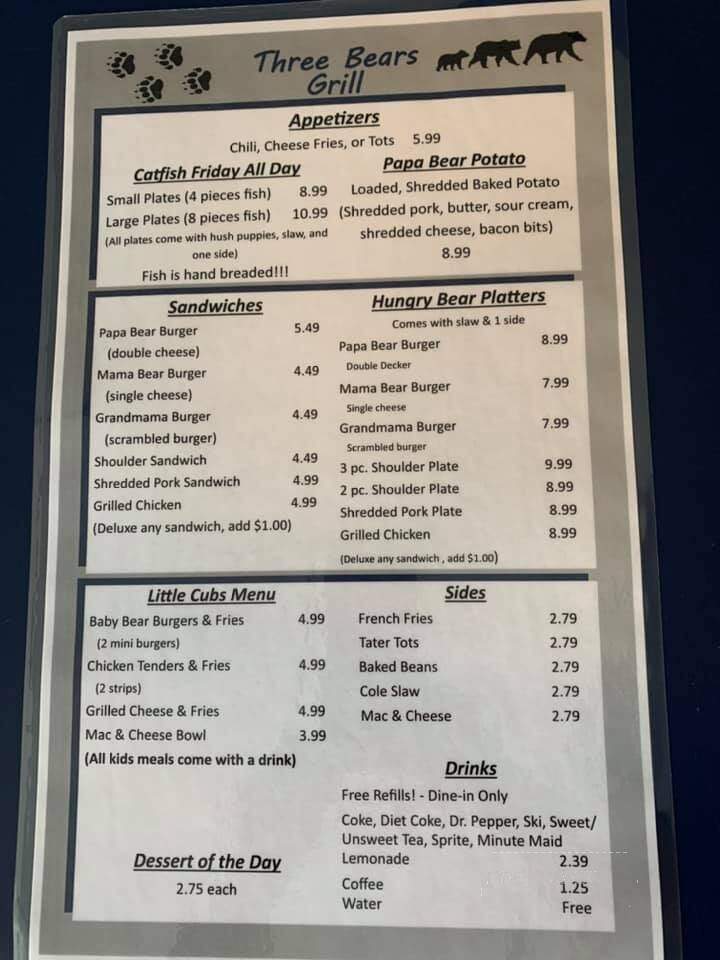 Three Bears
Grill
Appetizers
Chili, Cheese Fries, or Tots 5.99
Catfish Friday All Day
Small Plates (4 pieces fish) 8.99
Large Plates (8 pieces fish) 10.99
(All plates come with hush puppies, slaw, and
one side)
Fish is hand breaded!!!
Papa Bear Potato
Loaded, Shredded Baked Potato
(Shredded pork, butter, sour cream,
shredded cheese, bacon bits)
8.99
Sandwiches
Papa Bear Burger 5.49
(double cheese)
Mama Bear Burger 4.49
(single cheese)
Grandmama Burger 4.49
(scrambled burger)
Shoulder Sandwich 4.49
Shredded Pork Sandwich 4.99
Grilled Chicken 4.99
(Deluxe any sandwich, add $1.00)
Hungry Bear Platters
Comes with slaw & 1 side
Papa Bear Burger 8.99
Double Decker
Mama Bear Burger 7.99
Single cheese
Grandmama Burger 7.99
Scrambled burger
3 pc. Shoulder Plate 9.99
2 pc. Shoulder Plate 8.99
Shredded Pork Plate 8.99
Grilled Chicken 8.99
(Deluxe any sandwich , add $1.00)
Little Cubs Menu
Baby Bear Burgers & Fries 4.99
(2 mini burgers)
Chicken Tenders & Fries 4.99
(2 strips)
Grilled Cheese & Fries 4.99
Mac & Cheese Bowl 3.99
(All kids meals come with a drink)
Dessert of the Day
2.75 each
Sides
French Fries 2.79
Tater Tots 2.79
Baked Beans 2.79
Cole Slaw 2.79
Mac & Cheese 2.79
Drinks
Free Refills! - Dine-in Only
Coke, Diet Coke, Dr. Pepper, Ski, Sweet/
Unsweet Tea, Sprite, Minute Maid
Lemonade 2.39
Coffee 1.25
Water Free